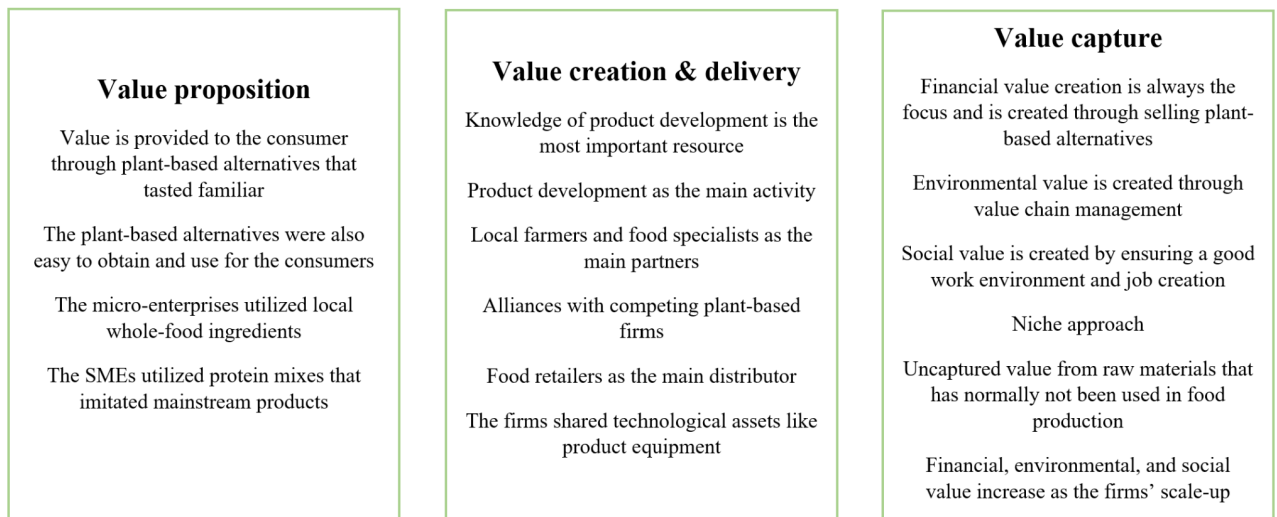 Value proposition
Value is provided to the consumer
through plant-based alternatives that
tasted familiar
The plant-based alternatives were also
easy to obtain and use for the consumers
The micro-enterprises utilized local
whole-food ingredients
The SMEs utilized protein mixes that
imitated mainstream products
Value creation & delivery
Knowledge of product development is the
most important resource
Product development as the main activity
Local farmers and food specialists as the
main partners
Alliances with competing plant-based
firms
Food retailers as the main distributor
The firms shared technological assets like
product equipment
Value capture
Financial value creation is always the
focus and is created through selling plant-
based alternatives
Environmental value is created through
value chain management
Social value is created by ensuring a good
work environment and job creation
Niche approach
Uncaptured value from raw materials that
has normally not been used in food
production
Financial, environmental, and social
value increase as the firms’ scale-up